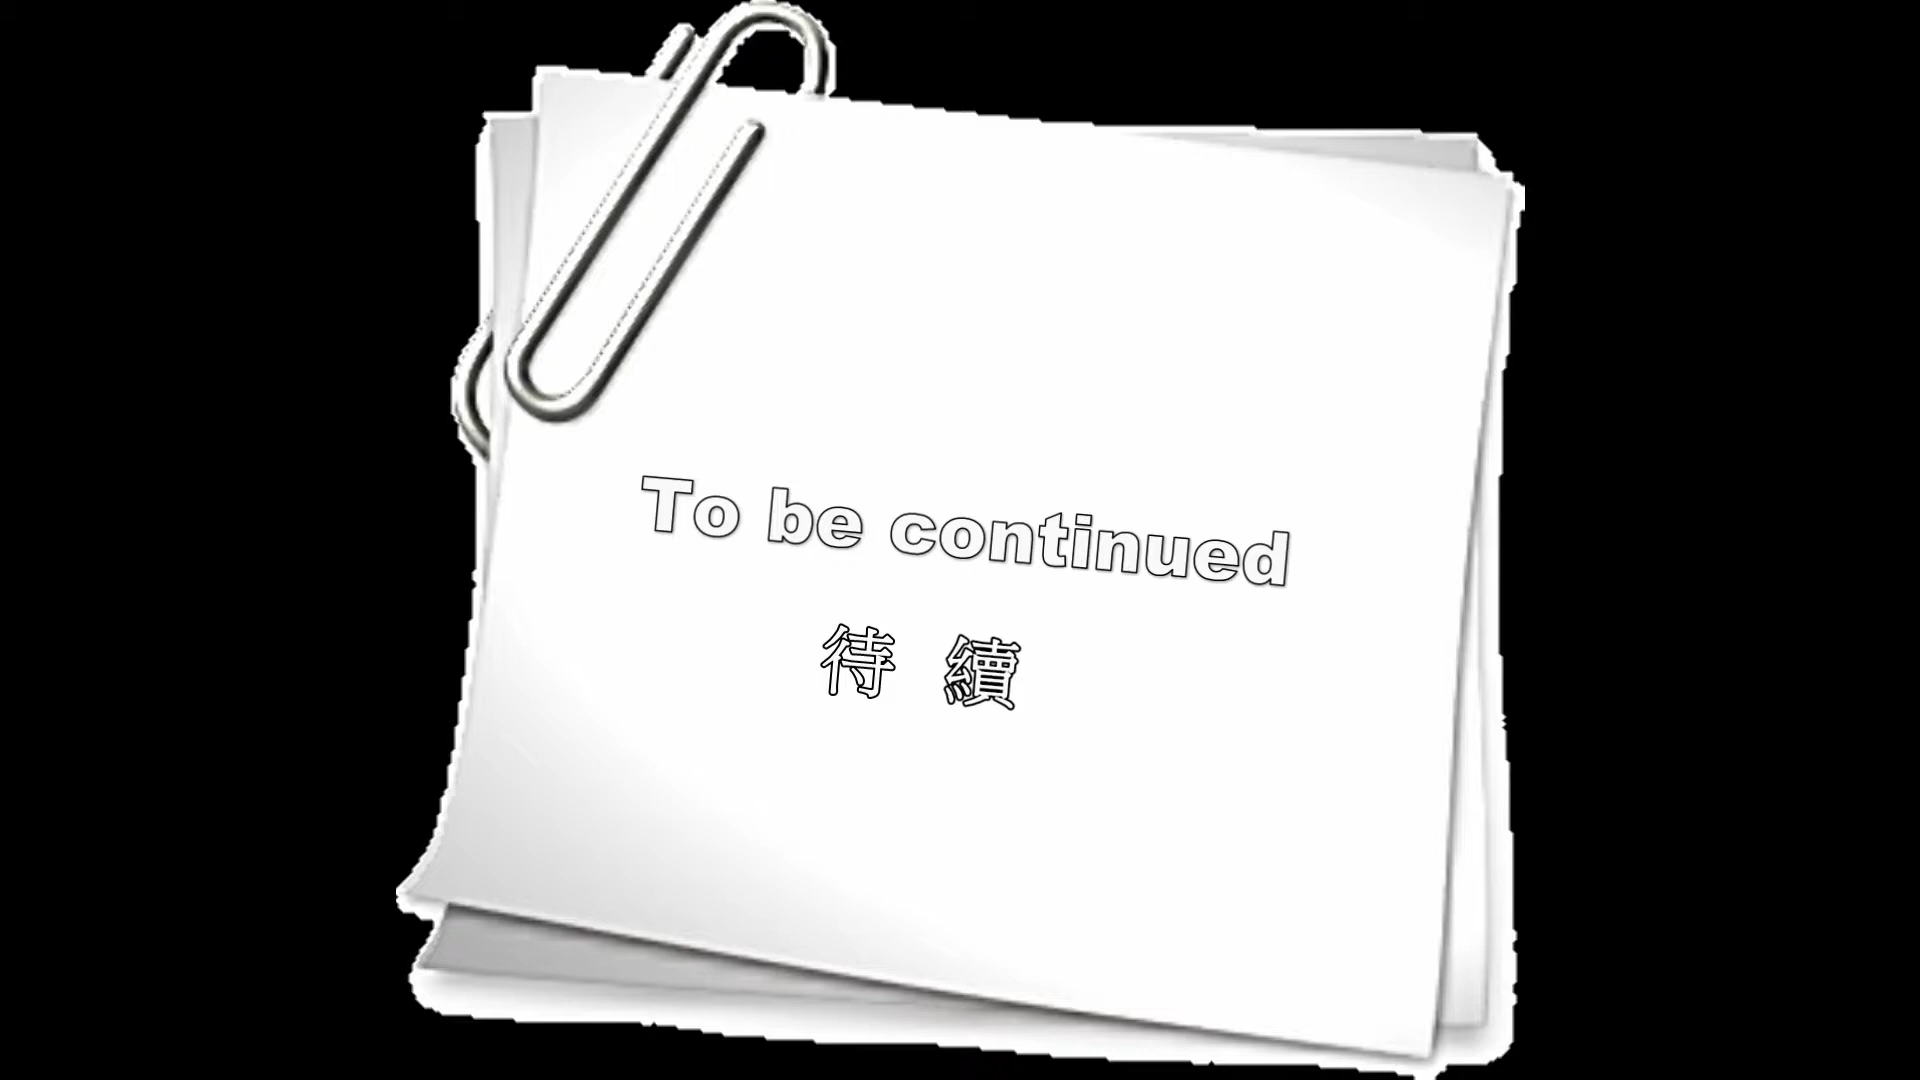 To be continued
待 續